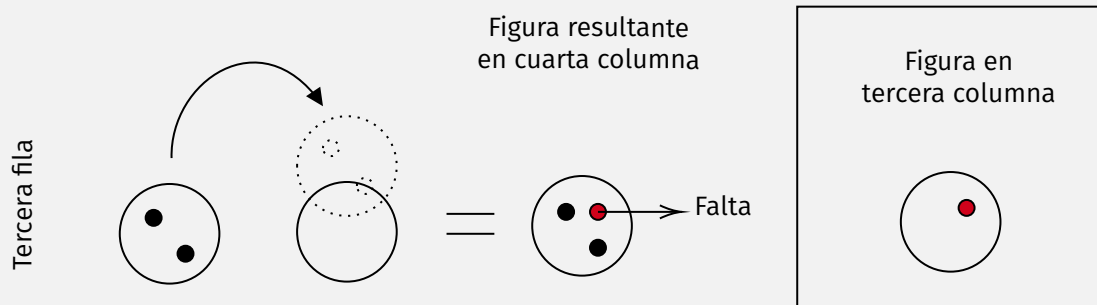 Figura resultante
en cuarta columna
Figura en
tercera columna
Tercera fila
Falta